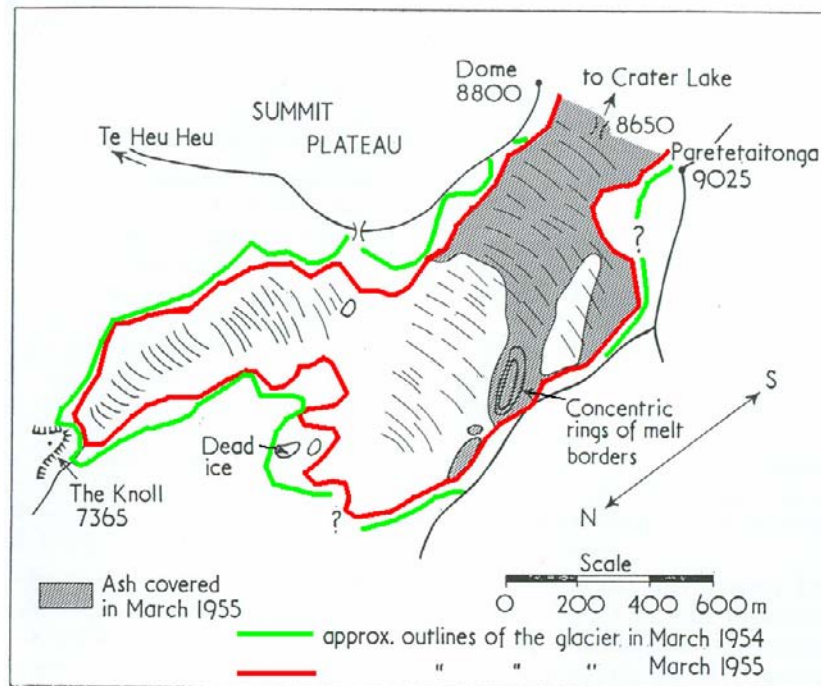 Dome
8800
to Crater Lake
SUMMIT
PLATEAU
8650
Te Heu Heu
Paretetaitonga
9025
?
S
Concentric
rings of melt
borders
Dead
ice
E
E
The Knoll
7365
?
N
Scale
0 200 400 600m
Ash covered
in March 1955
approx. outlines of the glacier in March 1954
" " " March 1955